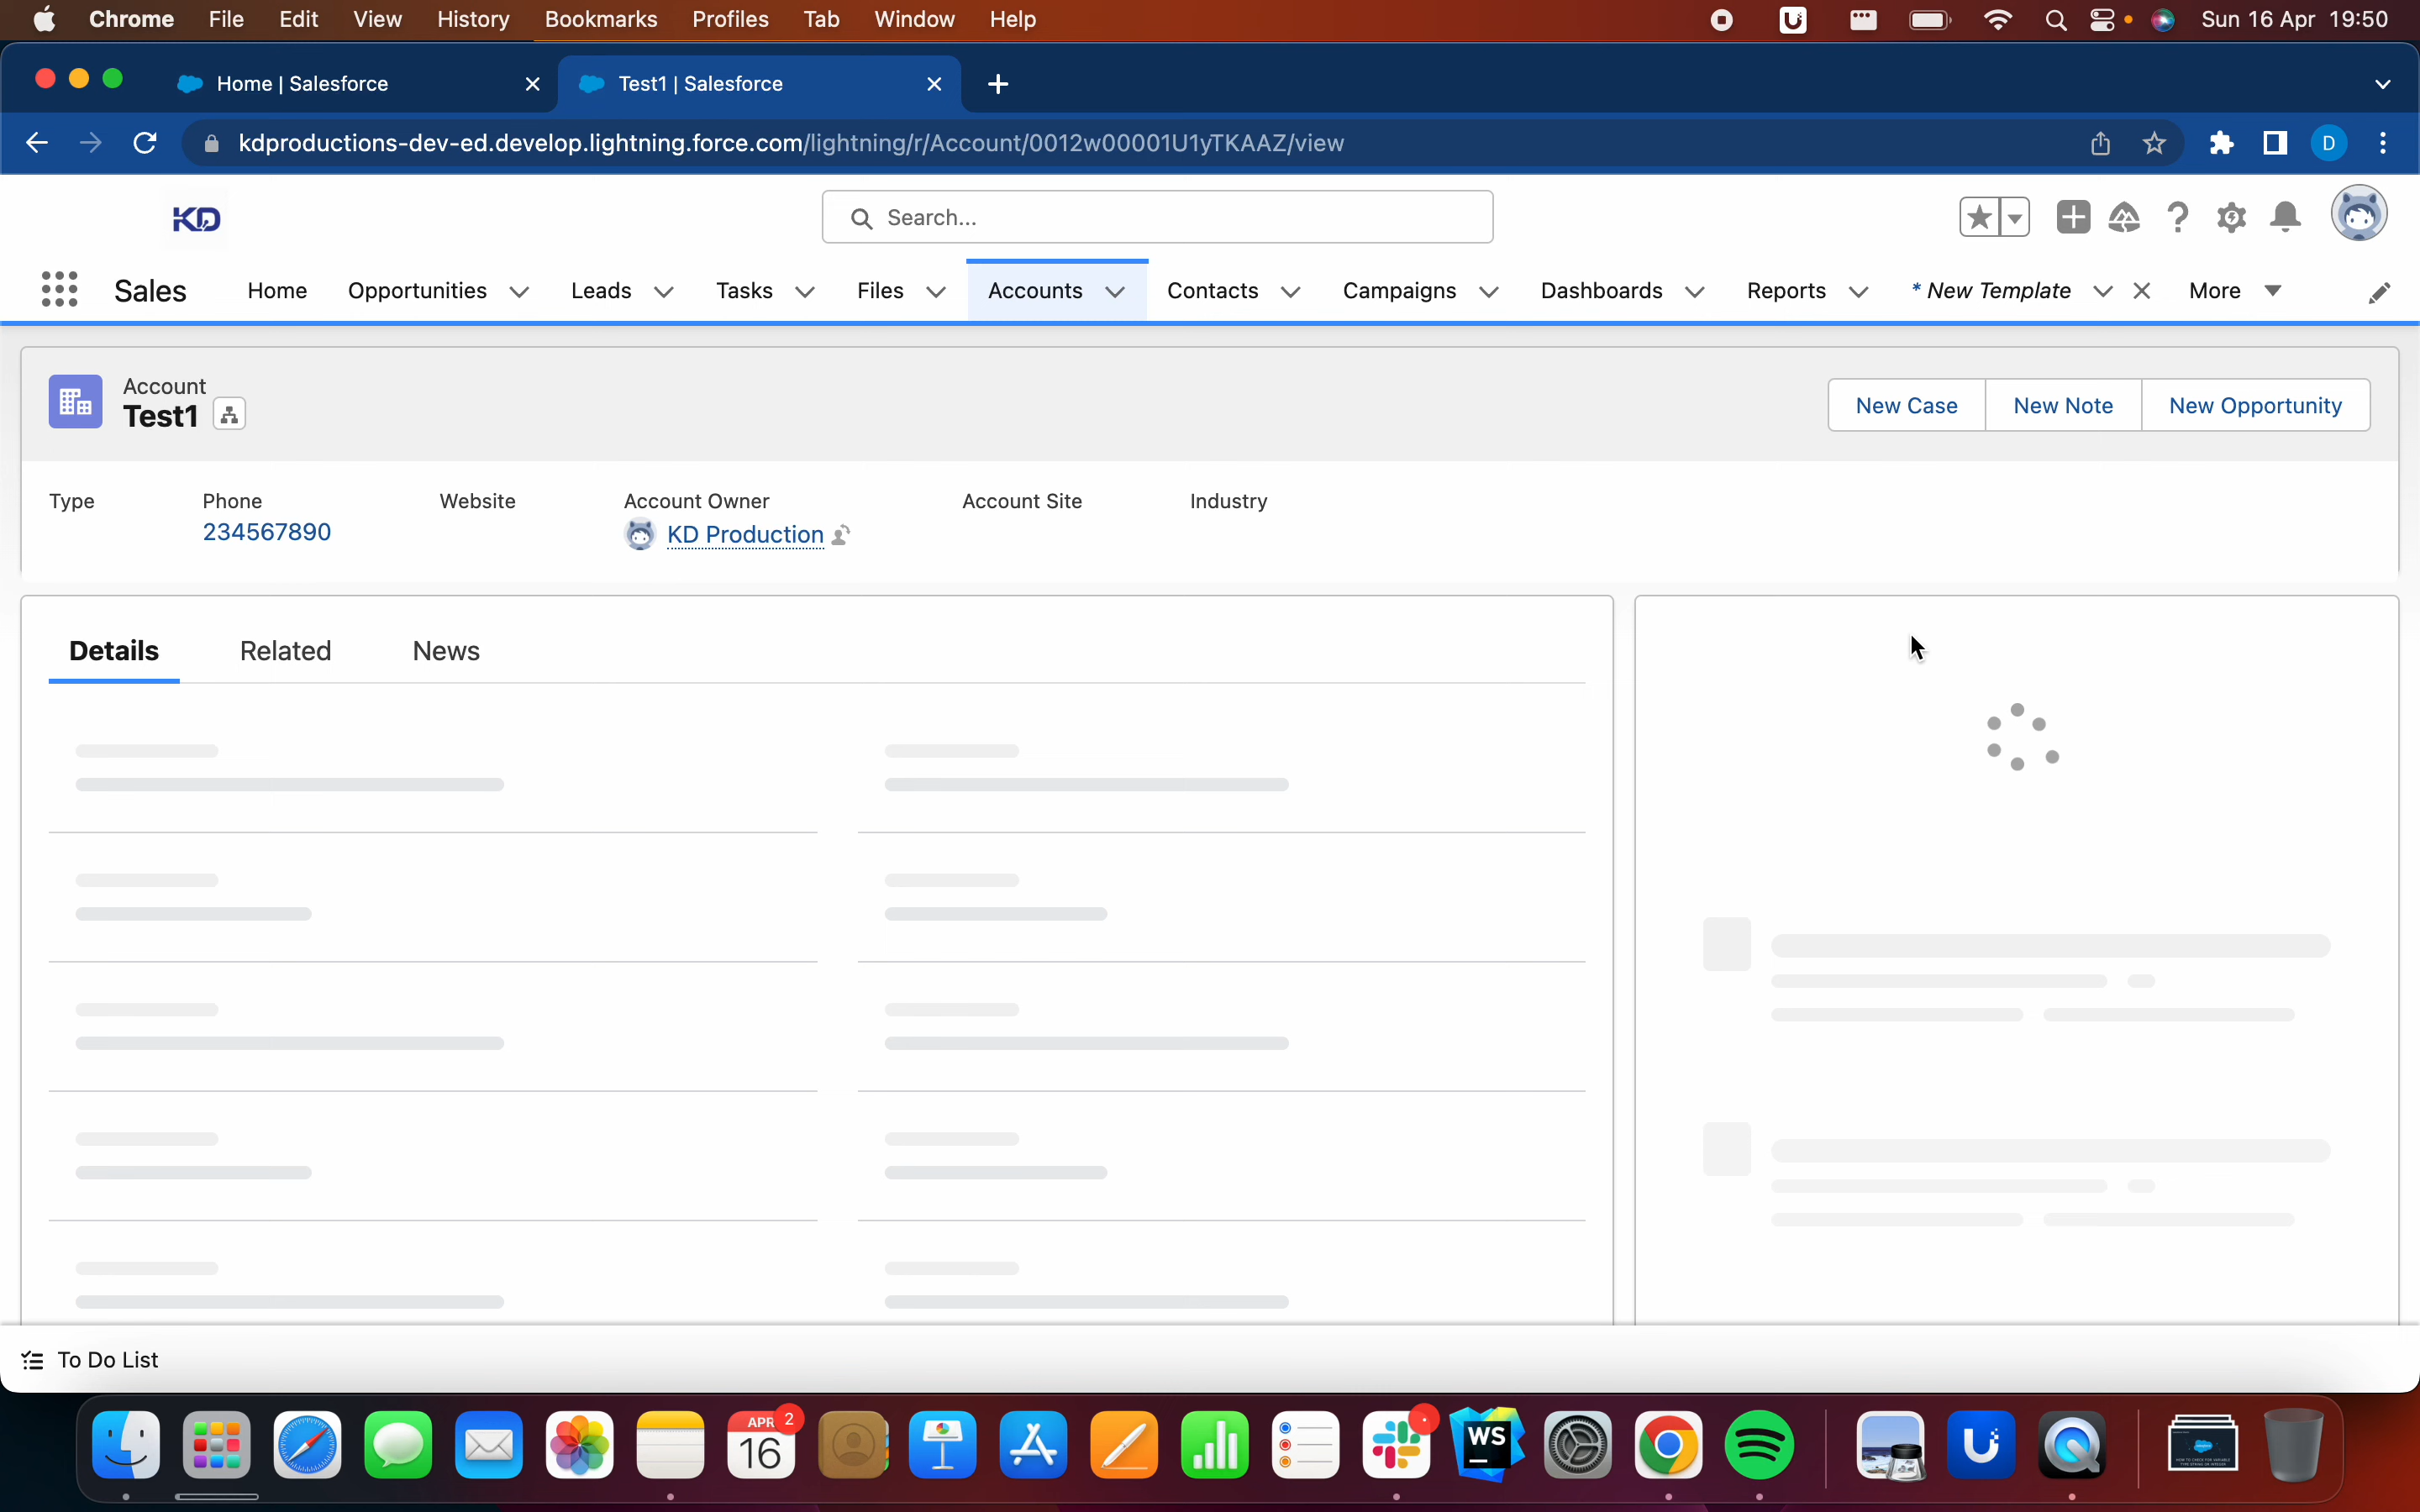 Chrome File Edit View History Bookmarks Profiles Tab Window Help Sun 16 Apr 19:50
Home | Salesforce Test1 | Salesforce
kdproductions-dev-ed.develop.lightning.force.com/lightning/r/Account/0012w00001U1yTKAAZ/view D
KD Search...
Sales Home Opportunities Leads Tasks Files Accounts Contacts Campaigns Dashboards Reports * New Template More
Account
Test1
New Case New Note New Opportunity
Type Phone Website Account Owner Account Site Industry
234567890 KD Production
Details Related News
To Do List
APR 2
16
WS